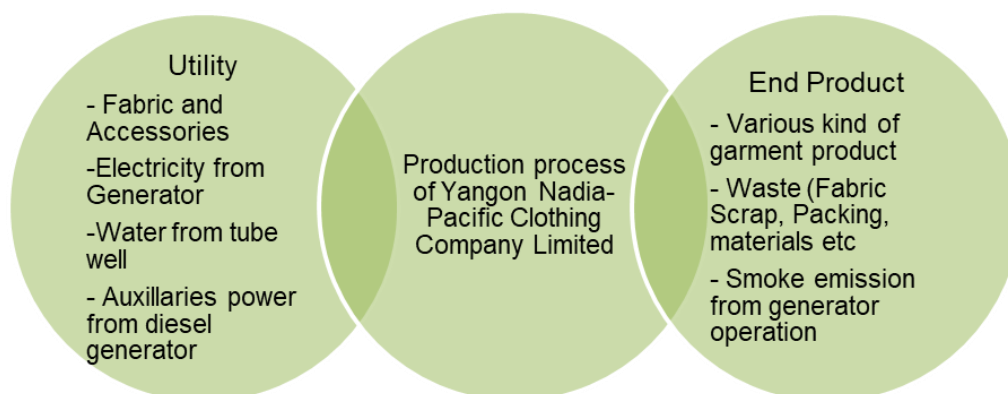 Utility
- Fabric and
Accessories
-Electricity from
Generator
-Water from tube
well
- Auxillaries power
from diesel
generator
Production process
of Yangon Nadia-
Pacific Clothing
Company Limited
End Product
- Various kind of
garment product
- Waste (Fabric
Scrap, Packing,
materials etc
- Smoke emission
from generator
operation